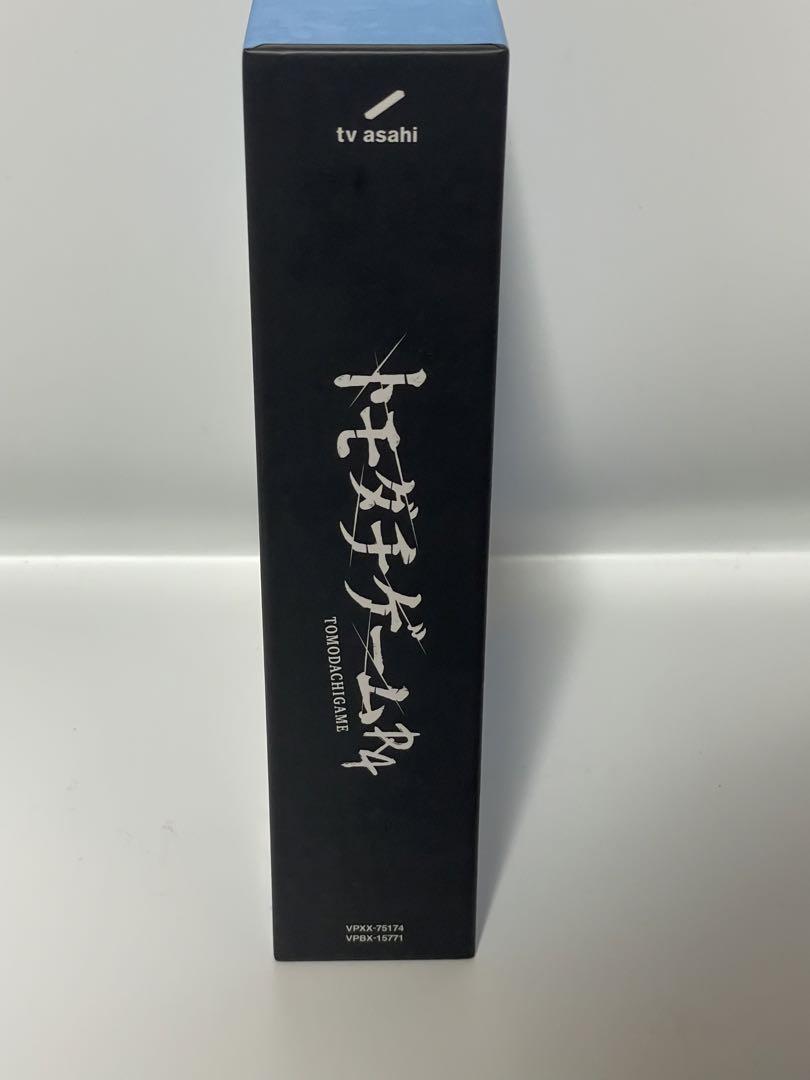 tv asahi
トモダチゲームR4
TOMODACHIGAME
VPXX-75174
VPBX-15771